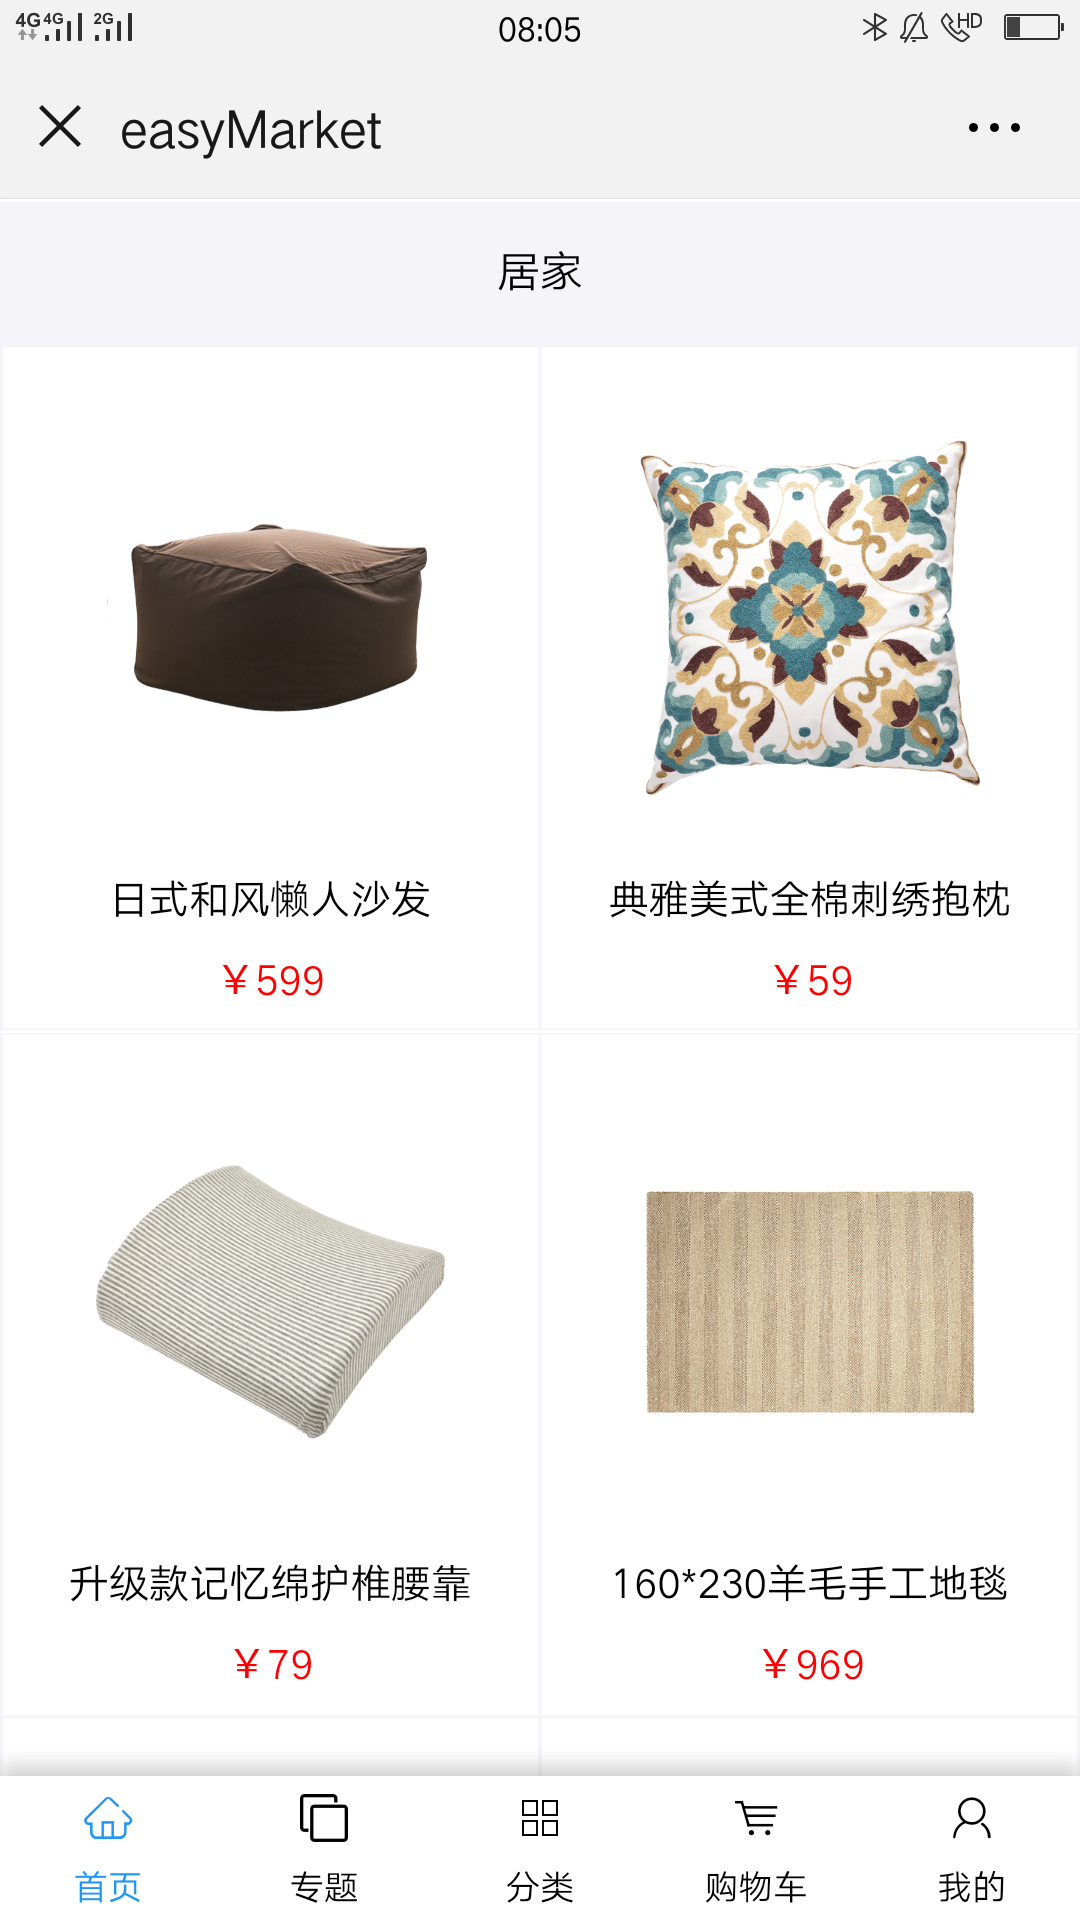 4G 4G 2G 08:05 HD
easyMarket
居家
日式和风懒人沙发
¥599
典雅美式全棉刺绣抱枕
¥59
升级款记忆绵护椎腰靠
¥79
160*230羊毛手工地毯
¥969
首页 专题 分类 购物车 我的